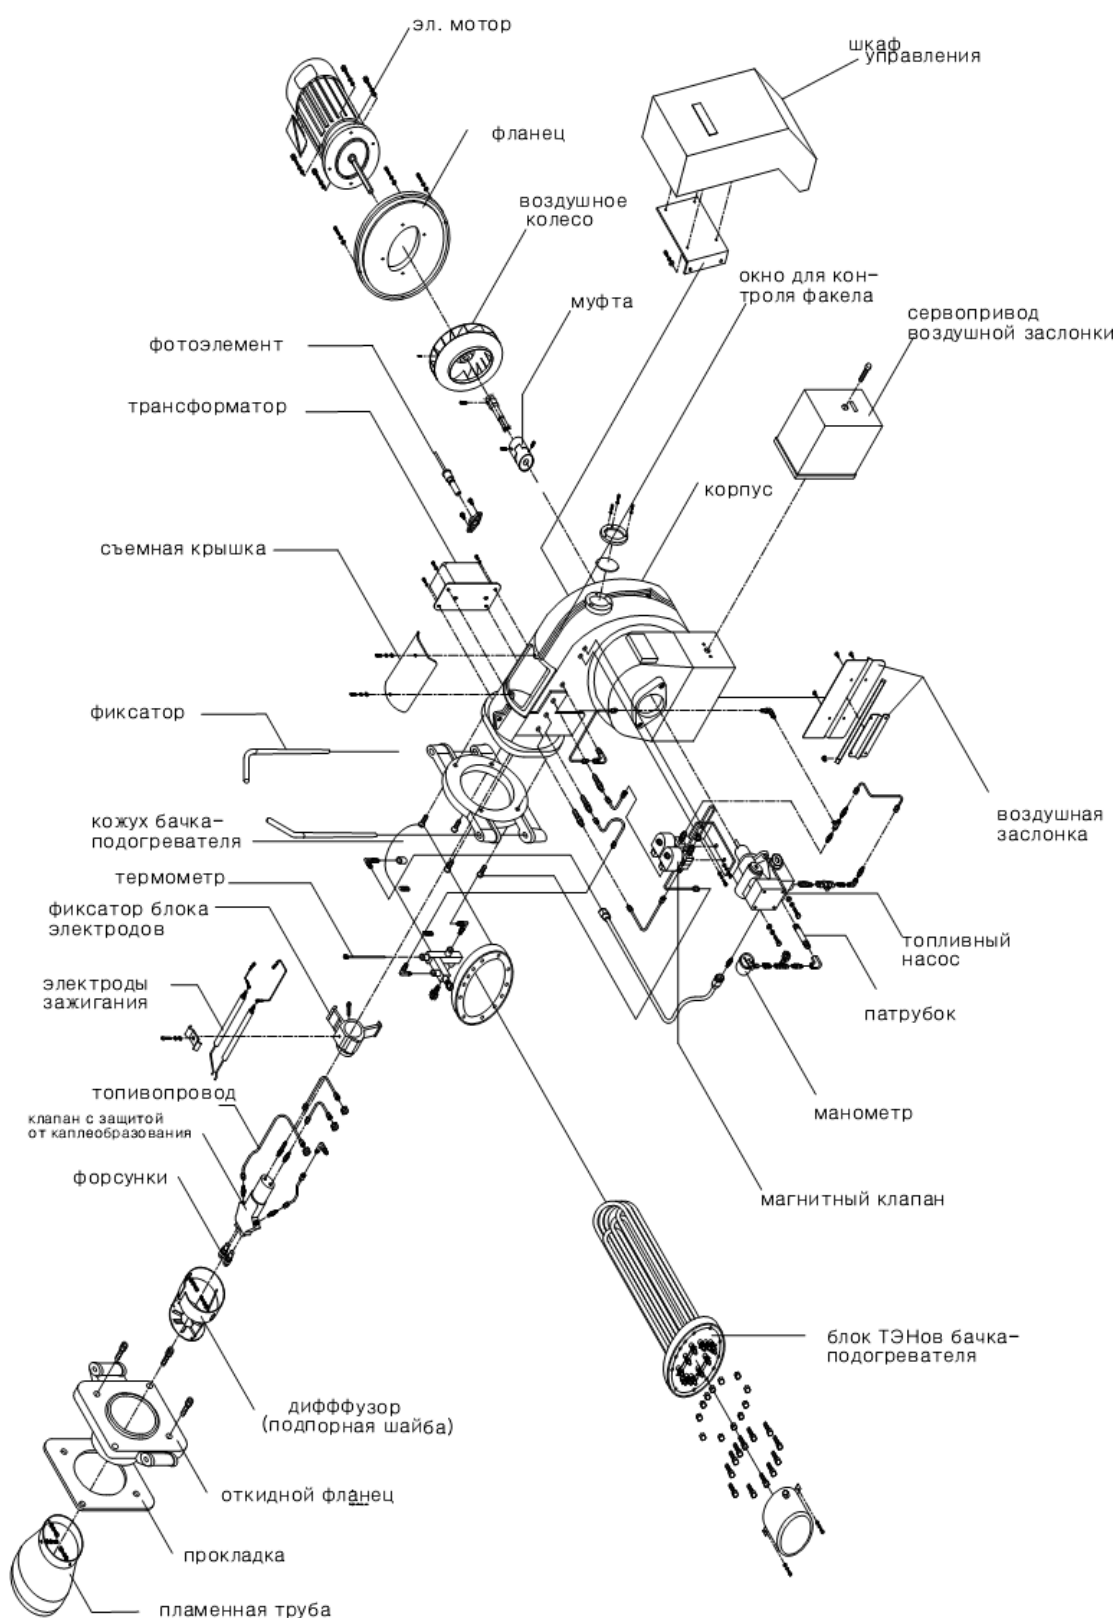 эл. мотор
шкаф
управления
фланец
воздушное
колесо
окно для кон-
троля факела
муфта
сервопривод
воздушной заслонки
фотоэлемент
трансформатор
корпус
съемная крышка
фиксатор
кожух бачка-
подогревателя
воздушная
заслонка
термометр
фиксатор блока
электродов
топливный
насос
электроды
зажигания
патрубок
топивопровод
манометр
клапан с защитой
от каплеобразования
форсунки
магнитный клапан
блок ТЭНов бачка-
подогревателя
дифффузор
(подпорная шайба)
откидной фланец
прокладка
пламенная труба